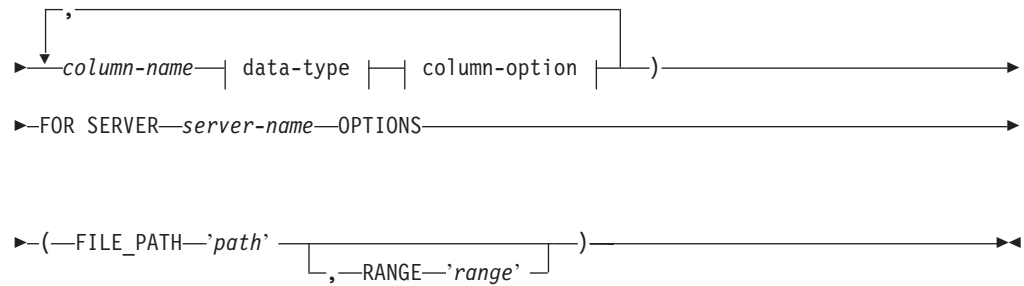 ,
column-name data-type column-option )
FOR SERVER server-name OPTIONS
( FILE_PATH 'path' )
, RANGE 'range'